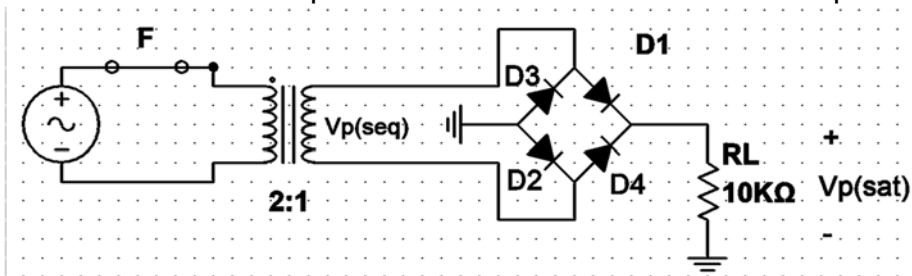 F
D1
D3
Vp(seq)
+
~
-
+
RL
10KΩ
Vp(sat)
D2
D4
2:1
-